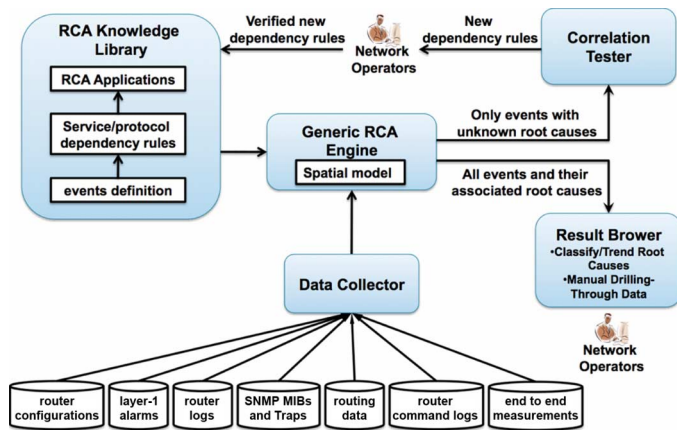 RCA Knowledge
Library
RCA Applications
Service/protocol
dependency rules
events definition
Verified new
dependency rules
Network
Operators
New
dependency rules
Correlation
Tester
Generic RCA
Engine
Spatial model
Only events with
unknown root causes
All events and their
associated root causes
Result Brower
•Classify/Trend Root
Causes
•Manual Drilling-
Through Data
Network
Operators
Data Collector
router
configurations
layer-1
alarms
router
logs
SNMP MIBs
and Traps
routing
data
router
command logs
end to end
measurements